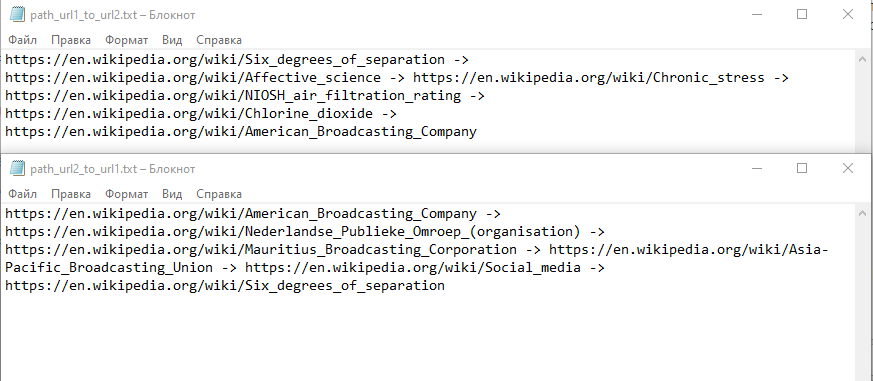 path_url1_to_url2.txt – Блокнот
Файл Правка Формат Вид Справка
https://en.wikipedia.org/wiki/Six_degrees_of_separation ->
https://en.wikipedia.org/wiki/Affective_science -> https://en.wikipedia.org/wiki/Chronic_stress ->
https://en.wikipedia.org/wiki/NIOSH_air_filtration_rating ->
https://en.wikipedia.org/wiki/Chlorine_dioxide ->
https://en.wikipedia.org/wiki/American_Broadcasting_Company
path_url2_to_url1.txt – Блокнот
Файл Правка Формат Вид Справка
https://en.wikipedia.org/wiki/American_Broadcasting_Company ->
https://en.wikipedia.org/wiki/Nederlandse_Publieke_Omroep_(organisation) ->
https://en.wikipedia.org/wiki/Mauritius_Broadcasting_Corporation -> https://en.wikipedia.org/wiki/Asia-
Pacific_Broadcasting_Union -> https://en.wikipedia.org/wiki/Social_media ->
https://en.wikipedia.org/wiki/Six_degrees_of_separation